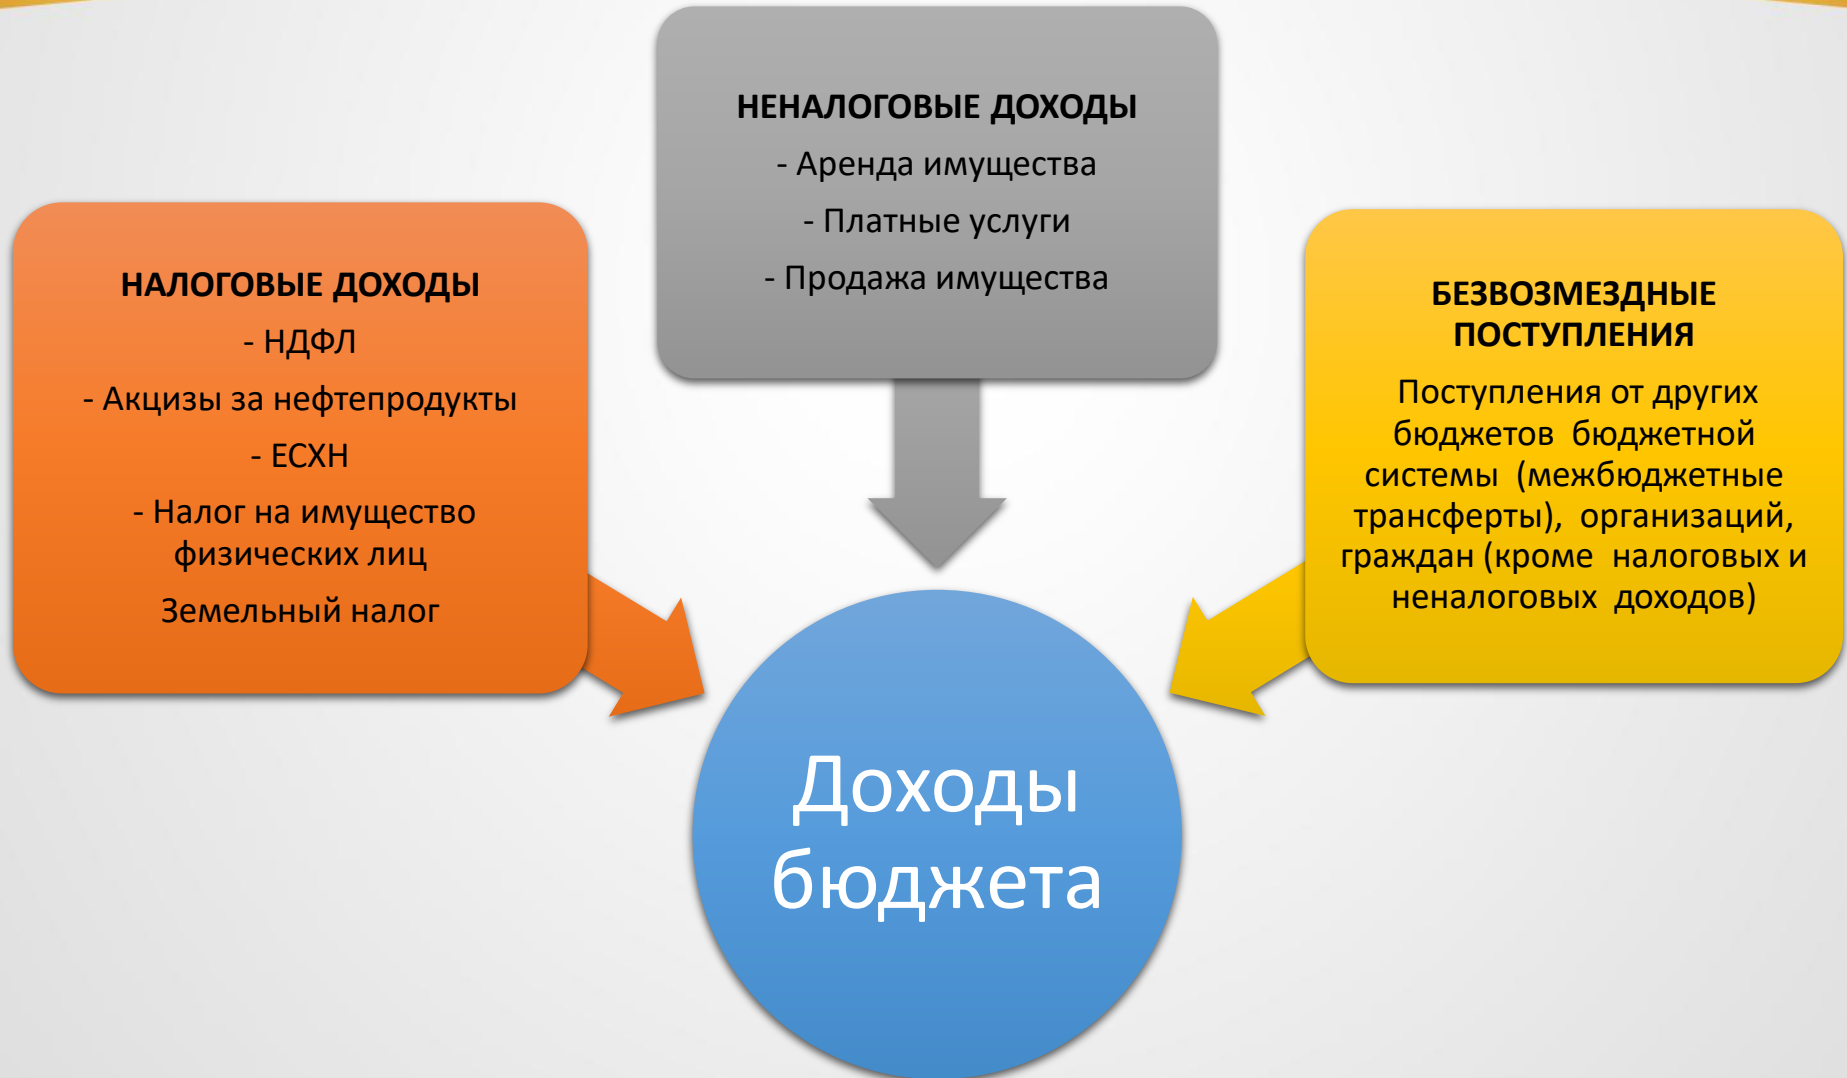 НЕНАЛОГОВЫЕ ДОХОДЫ
- Аренда имущества
- Платные услуги
- Продажа имущества
НАЛОГОВЫЕ ДОХОДЫ
- НДФЛ
- Акцизы за нефтепродукты
- ЕСХН
- Налог на имущество
физических лиц
Земельный налог
БЕЗВОЗМЕЗДНЫЕ
ПОСТУПЛЕНИЯ
Поступления от других
бюджетов бюджетной
системы (межбюджетные
трансферты), организаций,
граждан (кроме налоговых и
неналоговых доходов)
Доходы
бюджета